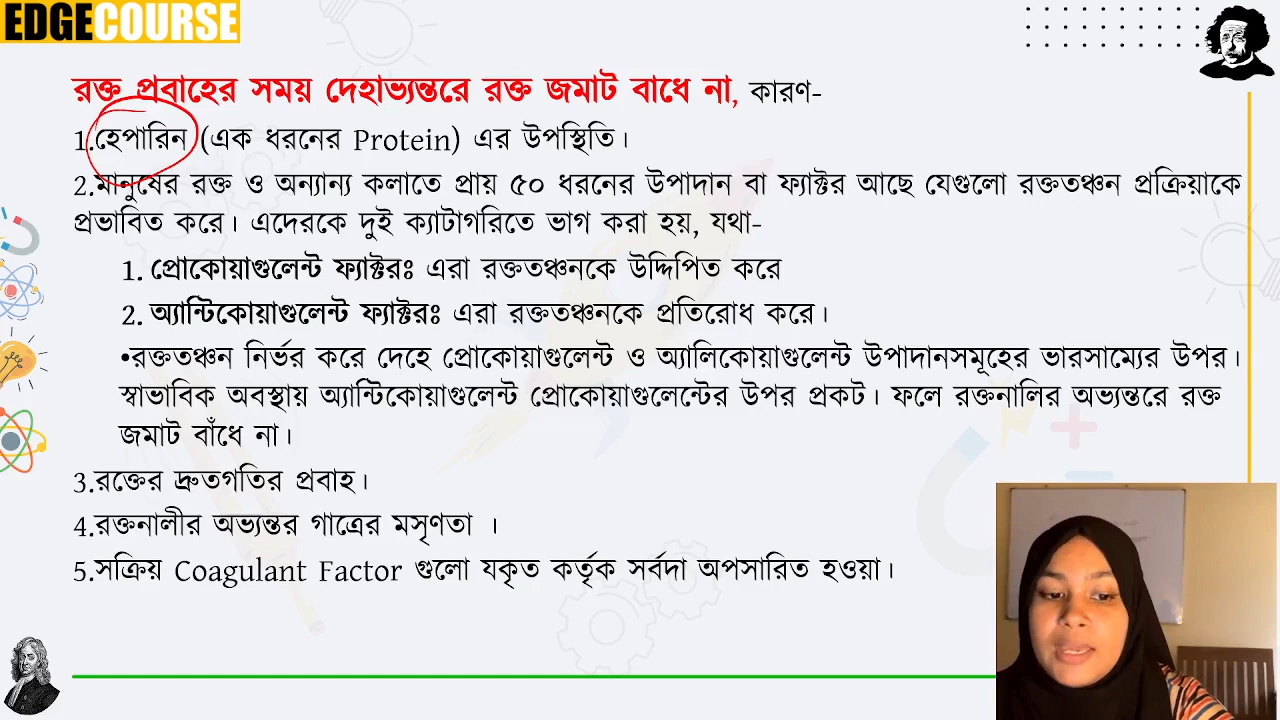 EDGECOURSE
রক্ত প্রবাহের সময় দেহাভ্যন্তরে রক্ত জমাট বাধে না, কারণ-
1.হেপারিন (এক ধরনের Protein) এর উপস্থিতি।
2.মানুষের রক্ত ও অন্যান্য কলাতে প্রায় ৫০ ধরনের উপাদান বা ফ্যাক্টর আছে যেগুলো রক্ততঞ্চন প্রক্রিয়াকে
প্রভাবিত করে। এদেরকে দুই ক্যাটাগরিতে ভাগ করা হয়, যথা-
1. প্রোকোয়াগুলেন্ট ফ্যাক্টরঃ এরা রক্ততঞ্চনকে উদ্দিপিত করে
2. অ্যান্টিকোয়াগুলেন্ট ফ্যাক্টরঃ এরা রক্ততঞ্চনকে প্রতিরোধ করে।
•রক্ততঞ্চন নির্ভর করে দেহে প্রোকোয়াগুলেন্ট ও অ্যালিকোয়াগুলেন্ট উপাদানসমূহের ভারসাম্যের উপর।
স্বাভাবিক অবস্থায় অ্যান্টিকোয়াগুলেন্ট প্রোকোয়াগুলেন্টের উপর প্রকট। ফলে রক্তনালির অভ্যন্তরে রক্ত
জমাট বাঁধে না।
3.রক্তের দ্রুতগতির প্রবাহ।
4.রক্তনালীর অভ্যন্তর গাত্রের মসৃণতা ।
5.সক্রিয় Coagulant Factor গুলো যকৃত কর্তৃক সর্বদা অপসারিত হওয়া।